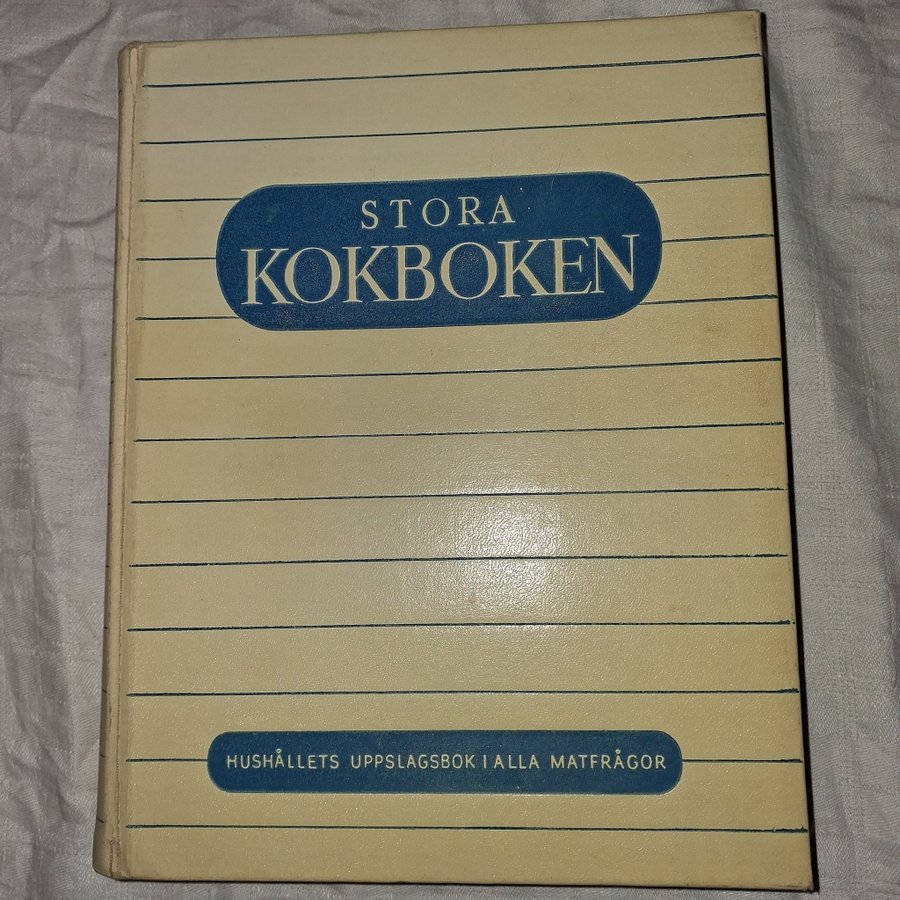 STORA
KOKBOKEN
HUSHÅLLETS UPPSLAGSBOK I ALLA MATFRÅGOR